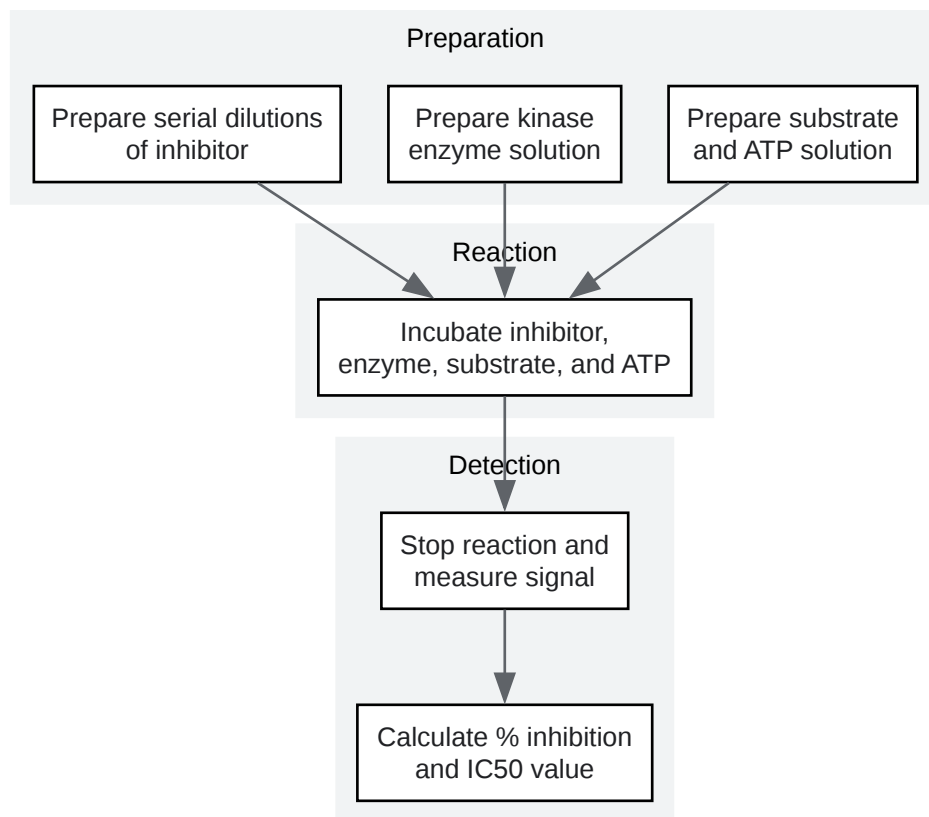 Preparation
Prepare serial dilutions
of inhibitor
Prepare kinase
enzyme solution
Prepare substrate
and ATP solution
Reaction
Incubate inhibitor,
enzyme, substrate, and ATP
Detection
Stop reaction and
measure signal
Calculate % inhibition
and IC50 value